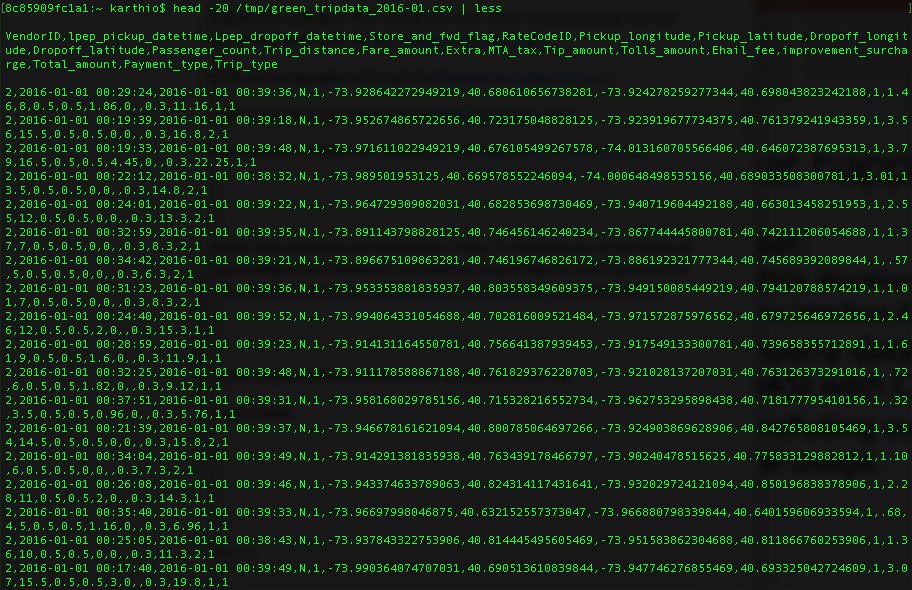 [8c85909fc1a1:~ karthio$ head -20 /tmp/green_tripdata_2016-01.csv | less
VendorID,lpep_pickup_datetime,Lpep_dropoff_datetime,Store_and_fwd_flag,RateCodeID,Pickup_longitude,Pickup_latitude,Dropoff_longit
ude,Dropoff_latitude,Passenger_count,Trip_distance,Fare_amount,Extra,MTA_tax,Tip_amount,Tolls_amount,Ehail_fee,improvement_surcha
rge,Total_amount,Payment_type,Trip_type
2,2016-01-01 00:29:24,2016-01-01 00:39:36,N,1,-73.928642272949219,40.680610656738281,-73.924278259277344,40.698043823242188,1,1.4
6,8,0.5,0.5,1.86,0,,0.3,11.16,1,1
2,2016-01-01 00:19:39,2016-01-01 00:39:18,N,1,-73.952674865722656,40.723175048828125,-73.923919677734375,40.761379241943359,1,3.5
6,15.5,0.5,0.5,0,0,,0.3,16.8,2,1
2,2016-01-01 00:19:33,2016-01-01 00:39:48,N,1,-73.971611022949219,40.676105499267578,-74.013160705566406,40.646072387695313,1,3.7
9,16.5,0.5,0.5,4.45,0,,0.3,22.25,1,1
2,2016-01-01 00:22:12,2016-01-01 00:38:32,N,1,-73.989501953125,40.669578552246094,-74.000648498535156,40.689033508300781,1,3.01,1
3.5,0.5,0.5,0,0,,0.3,14.8,2,1
2,2016-01-01 00:24:01,2016-01-01 00:39:22,N,1,-73.964729309082031,40.682853698730469,-73.940719604492188,40.663013458251953,1,2.5
5,12,0.5,0.5,0,0,,0.3,13.3,2,1
2,2016-01-01 00:32:59,2016-01-01 00:39:35,N,1,-73.891143798828125,40.746456146240234,-73.867744445800781,40.742111206054688,1,1.3
7,7,0.5,0.5,0,0,,0.3,8.3,2,1
2,2016-01-01 00:34:42,2016-01-01 00:39:21,N,1,-73.896675109863281,40.746196746826172,-73.886192321777344,40.745689392089844,1,.57
,5,0.5,0.5,0,0,,0.3,6.3,2,1
2,2016-01-01 00:31:23,2016-01-01 00:39:36,N,1,-73.953353881835937,40.803558349609375,-73.949150085449219,40.794120788574219,1,1.0
1,7,0.5,0.5,0,0,,0.3,8.3,2,1
2,2016-01-01 00:24:40,2016-01-01 00:39:52,N,1,-73.994064331054688,40.702816009521484,-73.971572875976562,40.679725646972656,1,2.4
6,12,0.5,0.5,2,0,,0.3,15.3,1,1
2,2016-01-01 00:28:59,2016-01-01 00:39:23,N,1,-73.914131164550781,40.756641387939453,-73.917549133300781,40.739658355712891,1,1.6
1,9,0.5,0.5,1.6,0,,0.3,11.9,1,1
2,2016-01-01 00:32:25,2016-01-01 00:39:48,N,1,-73.911178588867188,40.761829376220703,-73.921028137207031,40.763126373291016,1,.72
,6,0.5,0.5,1.82,0,,0.3,9.12,1,1
2,2016-01-01 00:37:51,2016-01-01 00:39:31,N,1,-73.958168029785156,40.715328216552734,-73.962753295898438,40.718177795410156,1,.32
,3.5,0.5,0.5,0.96,0,,0.3,5.76,1,1
2,2016-01-01 00:21:39,2016-01-01 00:39:37,N,1,-73.946678161621094,40.800785064697266,-73.924903869628906,40.842765808105469,1,3.5
4,14.5,0.5,0.5,0,0,,0.3,15.8,2,1
2,2016-01-01 00:34:04,2016-01-01 00:39:49,N,1,-73.914291381835938,40.763439178466797,-73.90240478515625,40.775833129882812,1,1.10
,6,0.5,0.5,0,0,,0.3,7.3,2,1
2,2016-01-01 00:26:08,2016-01-01 00:39:46,N,1,-73.943374633789063,40.824314117431641,-73.932029724121094,40.850196838378906,1,2.2
8,11,0.5,0.5,2,0,,0.3,14.3,1,1
2,2016-01-01 00:35:40,2016-01-01 00:39:33,N,1,-73.96697998046875,40.632152557373047,-73.966880798339844,40.640159606933594,1,.68,
4.5,0.5,0.5,1.16,0,,0.3,6.96,1,1
2,2016-01-01 00:25:05,2016-01-01 00:38:43,N,1,-73.937843322753906,40.814445495605469,-73.951583862304688,40.811866760253906,1,1.3
6,10,0.5,0.5,0,0,,0.3,11.3,2,1
2,2016-01-01 00:17:40,2016-01-01 00:39:49,N,1,-73.990364074707031,40.690513610839844,-73.947746276855469,40.693325042724609,1,3.0
7,15.5,0.5,0.5,3,0,,0.3,19.8,1,1